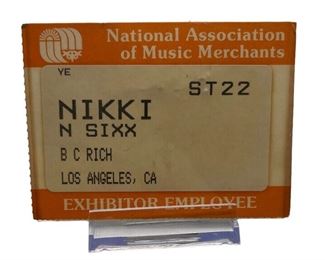 National Association
of Music Merchants
YE
ST22
NIKKI
N SIXX
B C RICH
LOS ANGELES, CA
EXHIBITOR EMPLOYEE